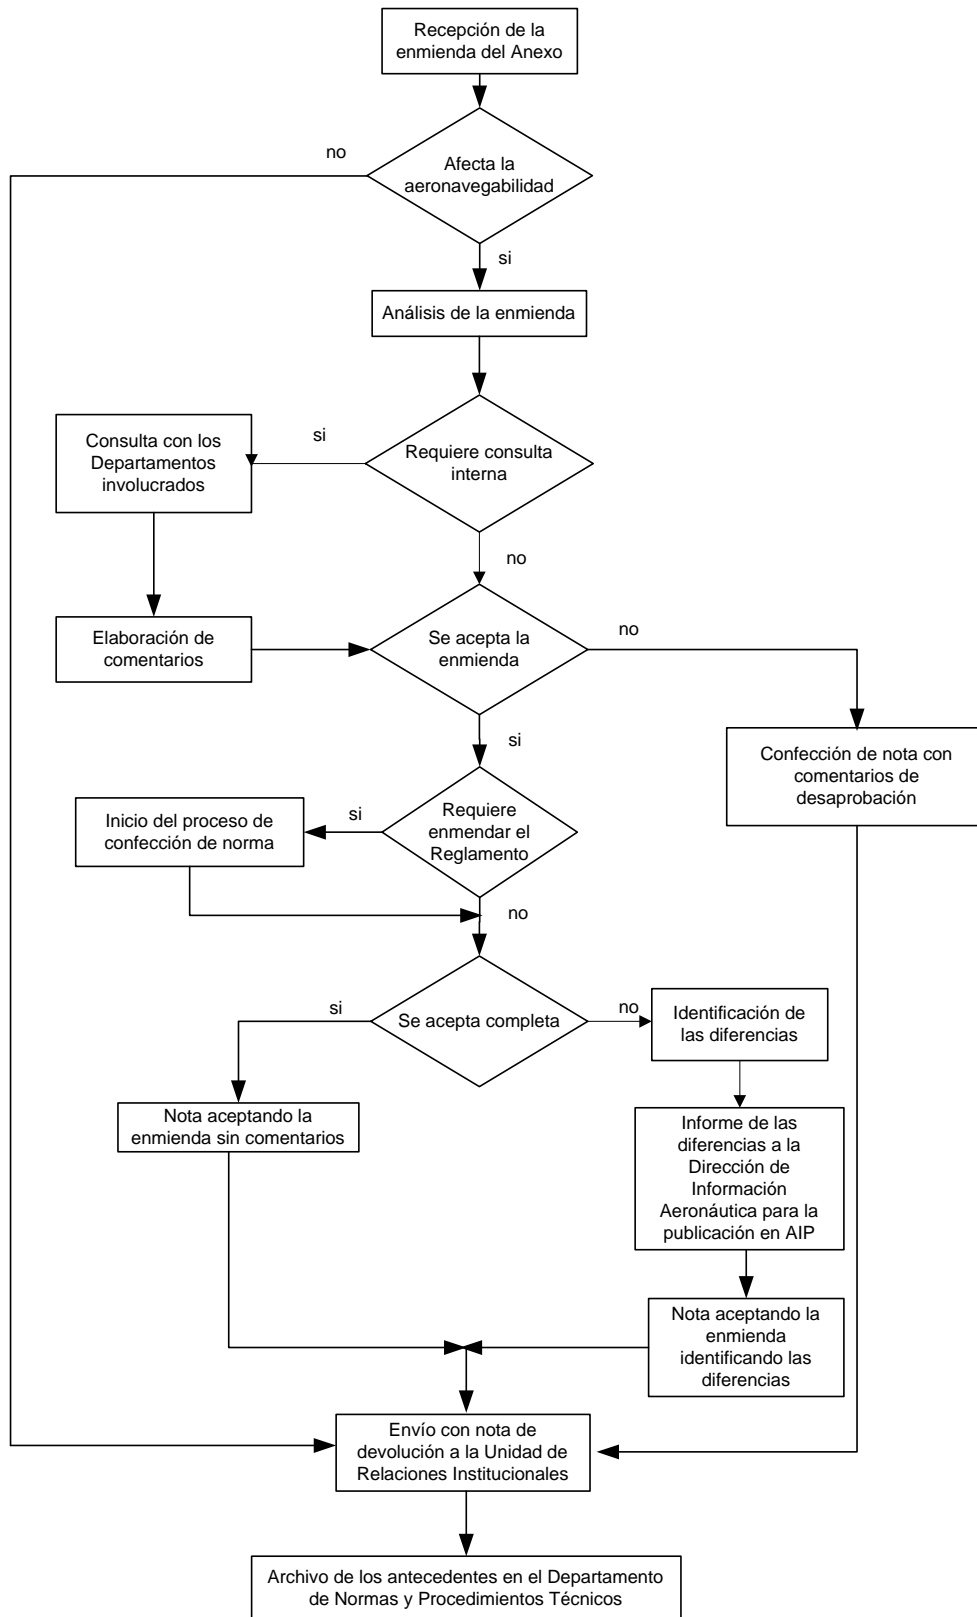 Recepción de la
enmienda del Anexo
no
Afecta la
aeronavegabilidad
si
Análisis de la enmienda
Consulta con los
Departamentos
involucrados
si
Requiere consulta
interna
no
Elaboración de
comentarios
Se acepta la
enmienda
no
si
Confección de nota con
comentarios de
desaprobación
Inicio del proceso de
confección de norma
si
Requiere
enmendar el
Reglamento
no
si
Se acepta completa
no
Identificación de
las diferencias
Nota aceptando la
enmienda sin comentarios
Informe de las
diferencias a la
Dirección de
Información
Aeronáutica para la
publicación en AIP
Nota aceptando la
enmienda
identificando las
diferencias
Envío con nota de
devolución a la Unidad de
Relaciones Institucionales
Archivo de los antecedentes en el Departamento
de Normas y Procedimientos Técnicos